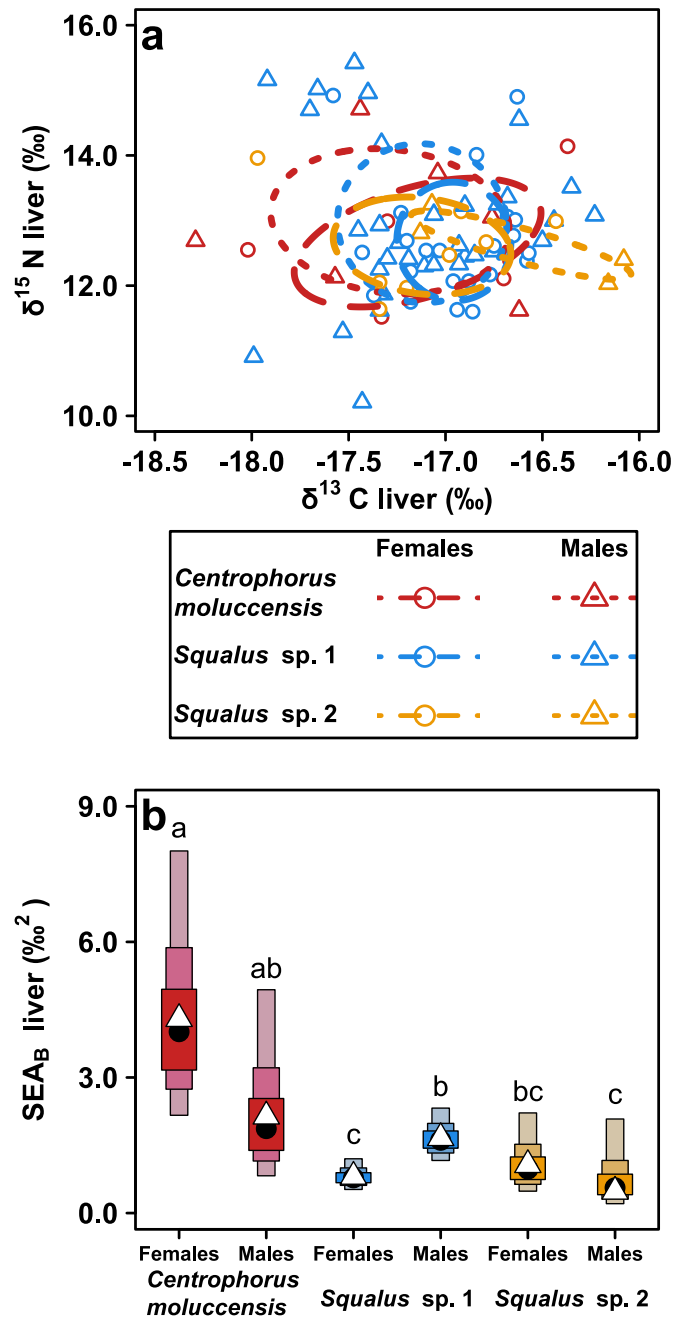 a
16.0
14.0
12.0
10.0
δ15 N liver (‰)
-18.5 -18.0 -17.5 -17.0 -16.5 -16.0
δ13 C liver (‰)
Females Males
Centrophorus
moluccensis
Squalus sp. 1
Squalus sp. 2
b
9.0
6.0
3.0
0.0
SEAB liver (‰2)
a
ab
c
b
bc
c
Females Males Females Males Females Males
Centrophorus
moluccensis
Squalus sp. 1 Squalus sp. 2